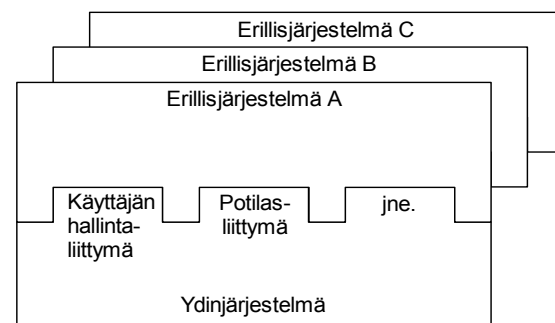 Erillisjärjestelmä C
Erillisjärjestelmä B
Erillisjärjestelmä A
Käyttäjän
hallinta-
liittymä
Potilas-
liittymä
jne.
Ydinjärjestelmä